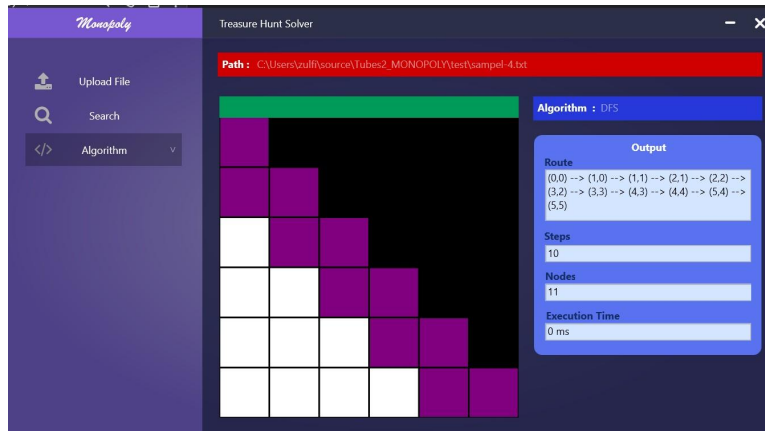 Monopoly
Treasure Hunt Solver
Upload File
Search
</> Algorithm
Path : C:\Users\zulfi\source\Tubes2_MONOPOLY\test\sampel-4.txt
Algorithm : DFS
Output
Route
(0,0) --> (1,0) --> (1,1) --> (2,1) --> (2,2) -->
(3,2) --> (3,3) --> (4,3) --> (4,4) --> (5,4) -->
(5,5)
Steps
10
Nodes
11
Execution Time
0 ms